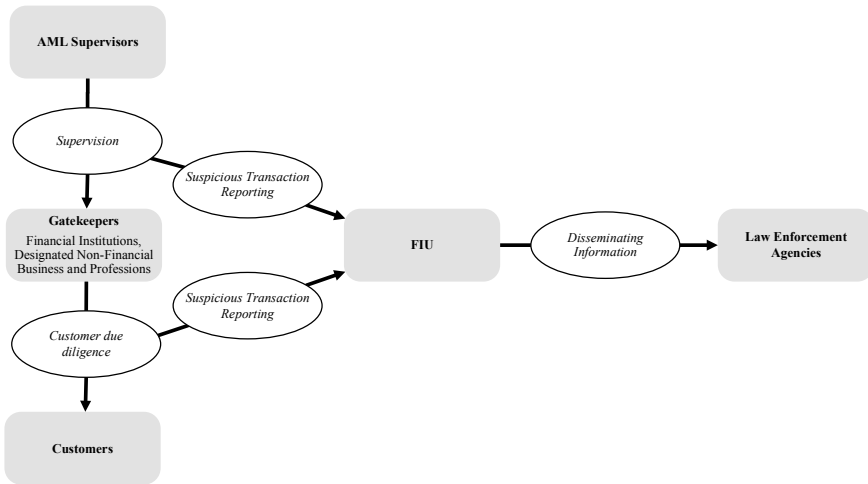 AML Supervisors
Supervision
Suspicious Transaction
Reporting
Gatekeepers
Financial Institutions,
Designated Non-Financial
Business and Professions
FIU
Disseminating
Information
Law Enforcement
Agencies
Suspicious Transaction
Reporting
Customer due
diligence
Customers